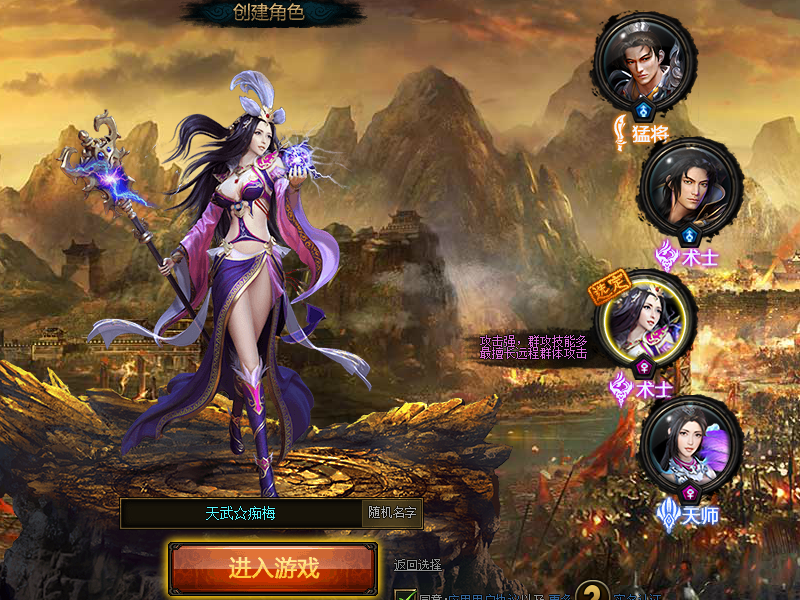 创建角色
猛将
术士
选定
攻击强，群攻技能多
最擅长远程群体攻击
术士
天师
天武☆痴梅
随机名字
进入游戏
返回选择